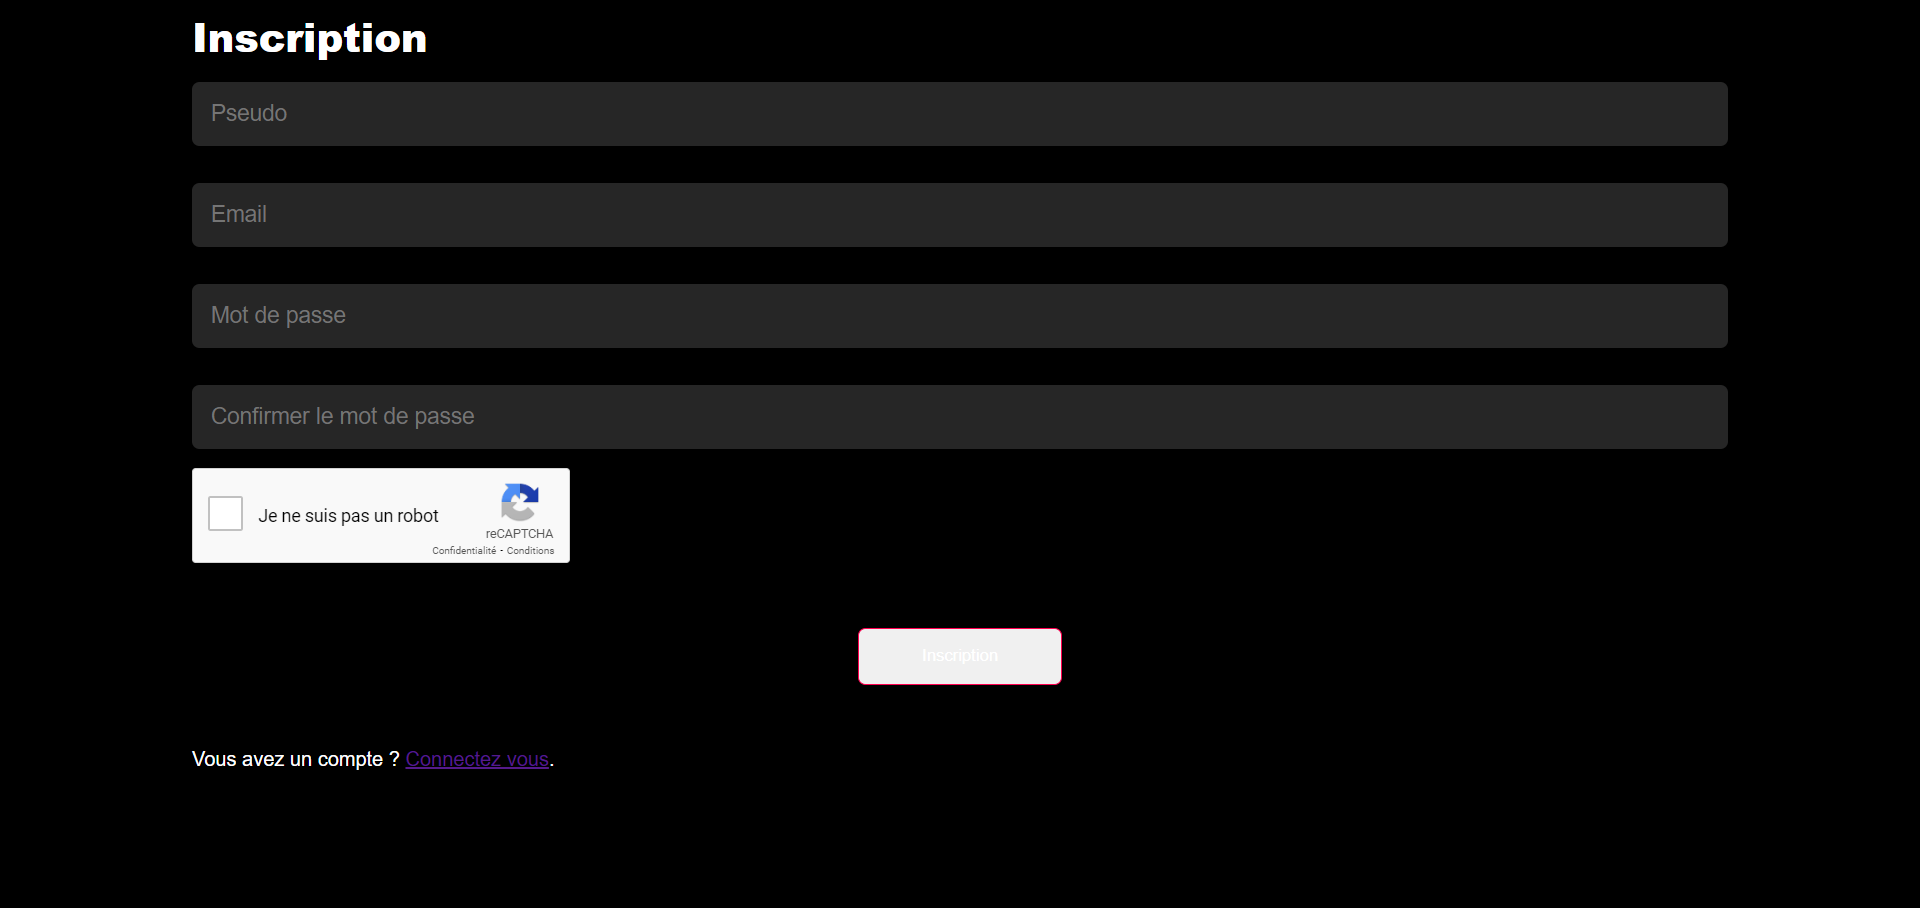 Inscription
Pseudo
Email
Mot de passe
Confirmer le mot de passe
Je ne suis pas un robot
reCAPTCHA
Confidentialité - Conditions
Inscription
Vous avez un compte ? Connectez vous.